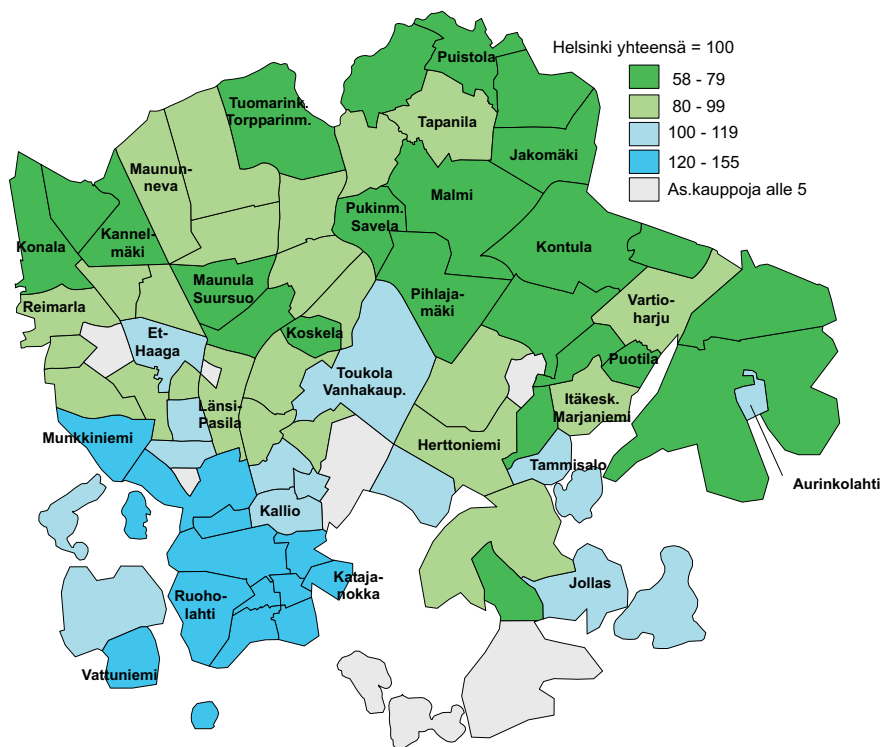 Helsinki yhteensä = 100
58 - 79
80 - 99
100 - 119
120 - 155
As.kauppoja alle 5
Puistola
Tuomarink.
Torpparinm.
Tapanila
Jakomäki
Maunun-
neva
Malmi
Pukinm.
Savela
Kannel-
mäki
Konala
Kontula
Maunula
Suursuo
Pihlaja-
mäki
Reimarla
Vartio-
harju
Koskela
Et-
Haaga
Puotila
Toukola
Vanhakaup.
Itäkesk.
Marjaniemi
Länsi-
Pasila
Munkkiniemi
Herttoniemi
Tammisalo
Aurinkolahti
Kallio
Kataja-
nokka
Jollas
Ruoho-
lahti
Vattuniemi